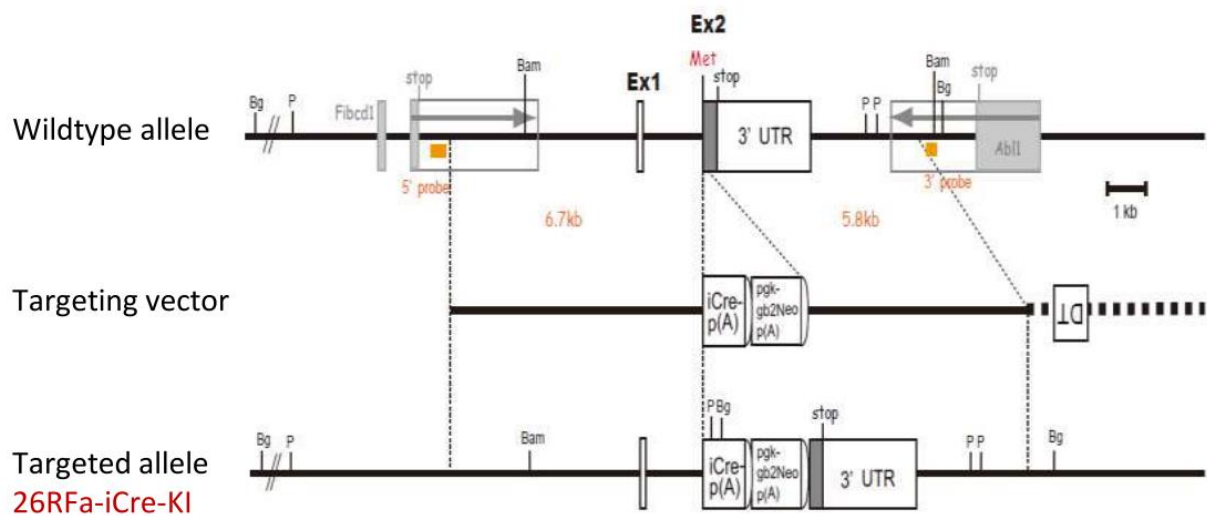 Ex2
Met
stop
Bam
Ex1
stop
Bam
stop
Bg
P
Fibcd1
P P
Bg
Wildtype allele
3' UTR
Abl1
5' probe
3' probe
6.7kb
5.8kb
1 kb
Targeting vector
iCre-
p(A)
pgk-
gb2Neo
p(A)
DT
P Bg
stop
Bg
P
Bam
P P
Bg
Targeted allele
iCre-
p(A)
pgk-
gb2Neo
p(A)
3' UTR
26RFa-iCre-KI